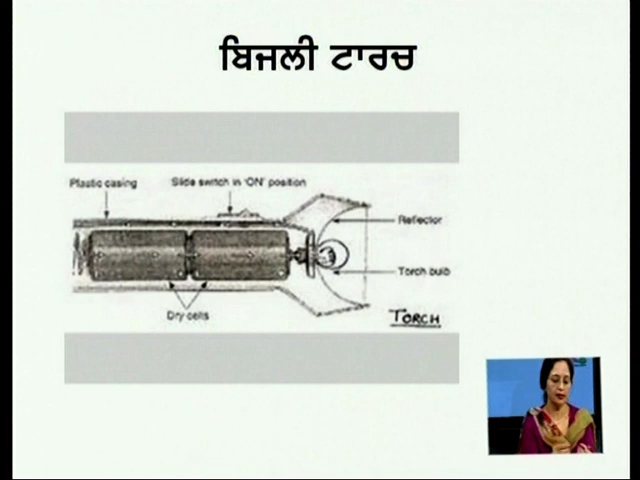 ਬਿਜਲੀ ਟਾਰਚ
Plastic casing
Slide switch in 'ON' position
Reflector
Torch bulb
Dry cells
TORCH